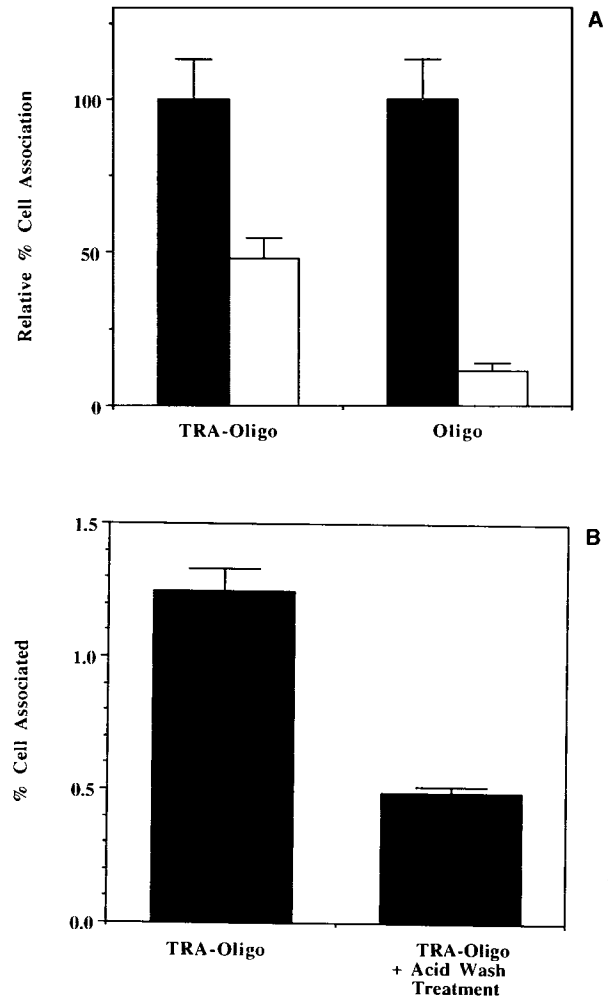 A
Relative % Cell Association
100
50
0
TRA-Oligo
Oligo
B
% Cell Associated
1.5
1.0
0.5
0.0
TRA-Oligo
TRA-Oligo
+ Acid Wash
Treatment